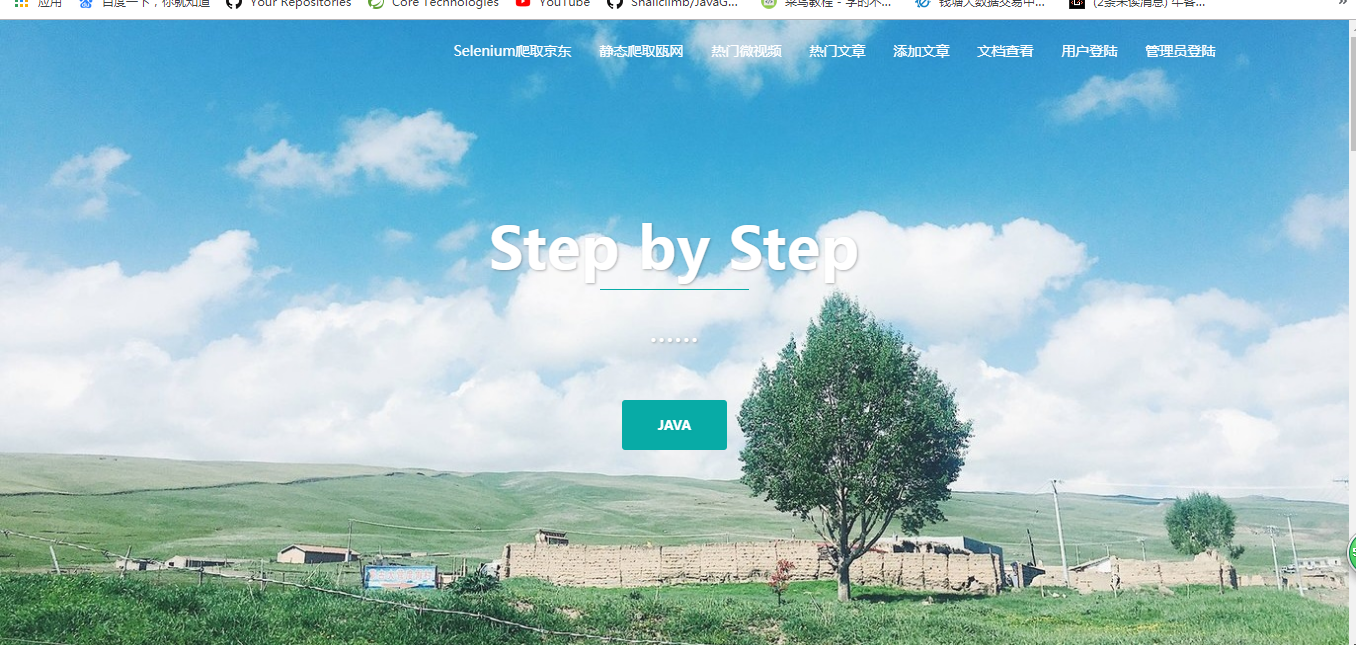 应用 百度一下，你就知道 Your Repositories Core Technologies YouTube Shallclimb/JavaG... 菜鸟教程 - 学的不... 钱塘大数据交易中... (2条未读消息) 牛客...
Selenium爬取京东 静态爬取瓯网 热门微视频 热门文章 添加文章 文档查看 用户登陆 管理员登陆
Step by Step
······
JAVA